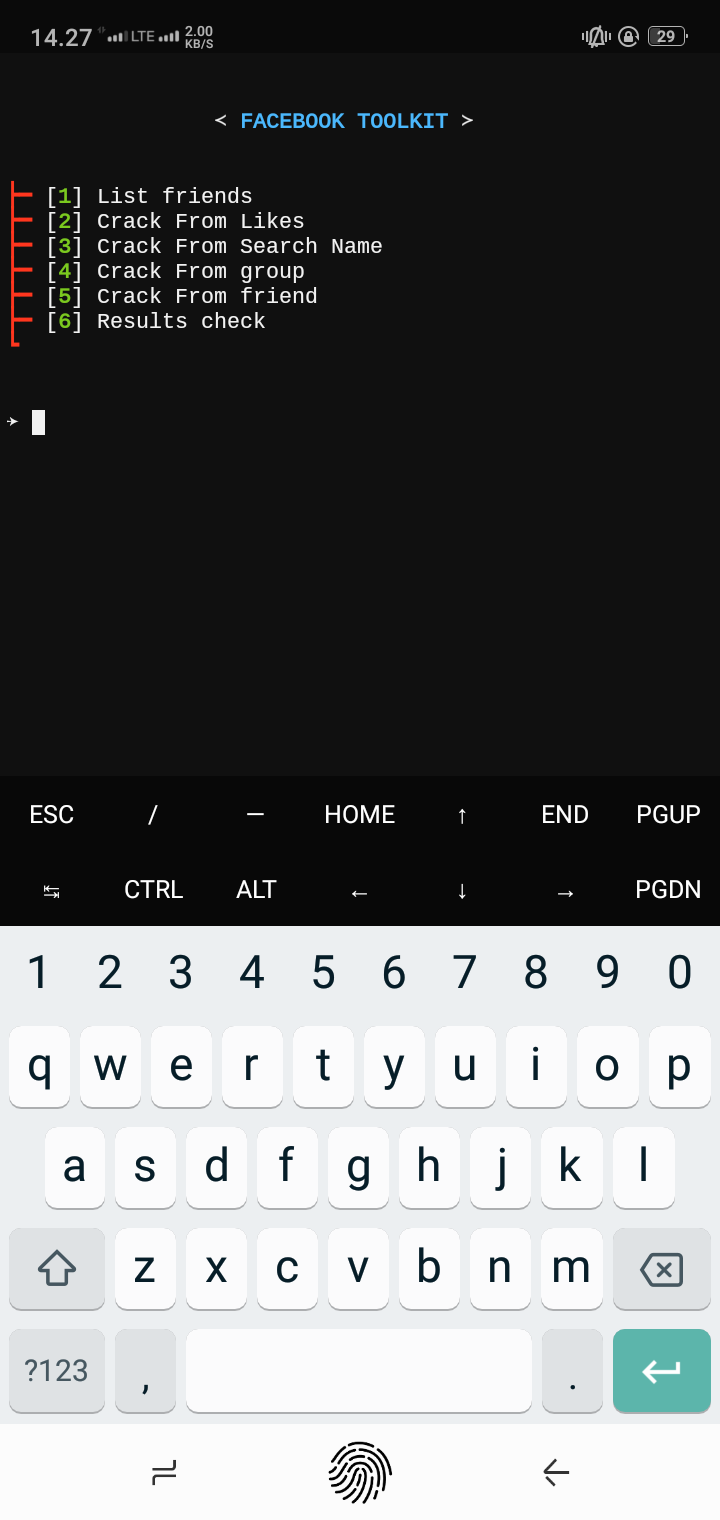 14.27 LTE 2.00 KB/S 29
< FACEBOOK TOOLKIT >
[1] List friends
[2] Crack From Likes
[3] Crack From Search Name
[4] Crack From group
[5] Crack From friend
[6] Results check
ESC / — HOME ↑ END PGUP
↹ CTRL ALT ← ↓ → PGDN
1 2 3 4 5 6 7 8 9 0
q w e r t y u i o p
a s d f g h j k l
z x c v b n m
?123 , .